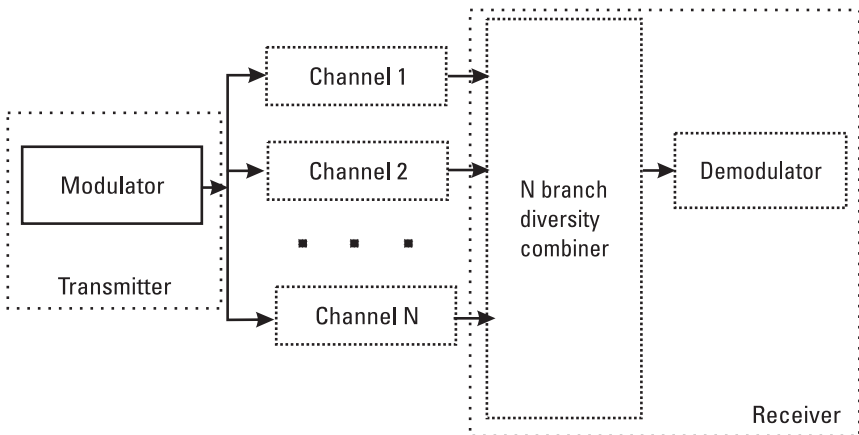 Channel 1
Modulator
Channel 2
N branch
diversity
combiner
Demodulator
Transmitter
Channel N
Receiver